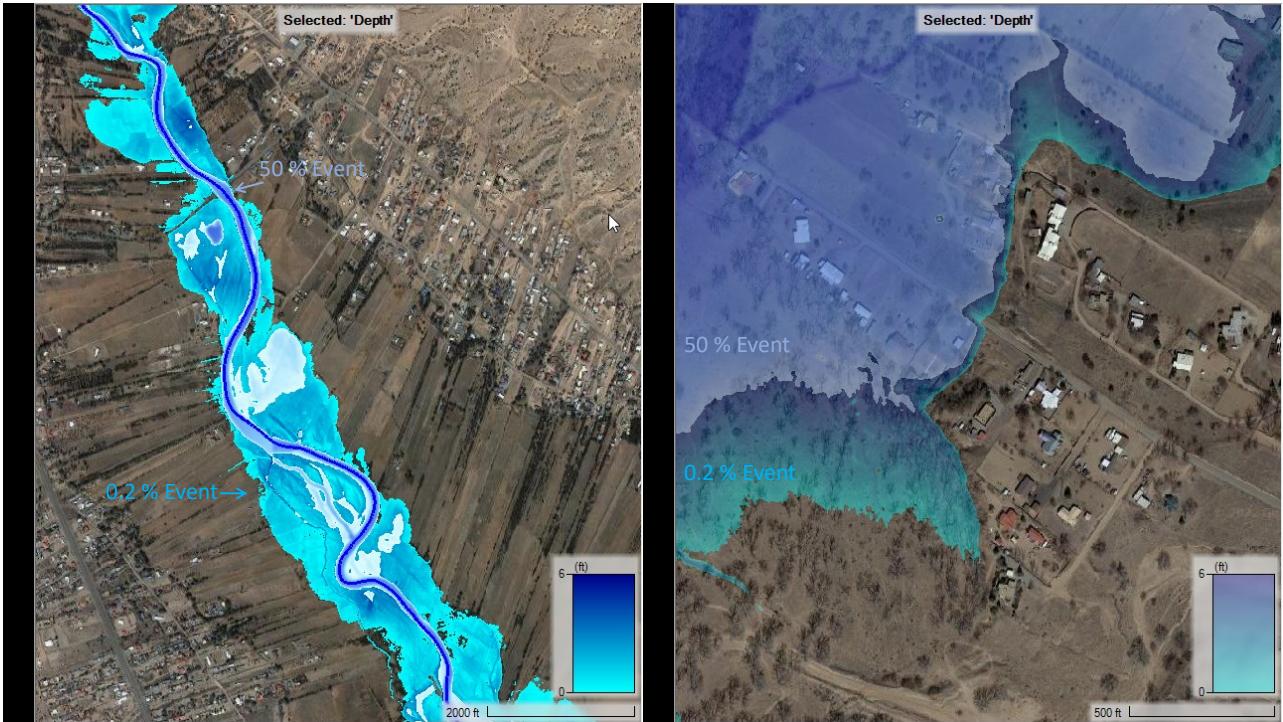 Selected: 'Depth'
50 % Event
0.2 % Event
(ft)
6
0
2000 ft
Selected: 'Depth'
50 % Event
0.2 % Event
(ft)
6
0
500 ft